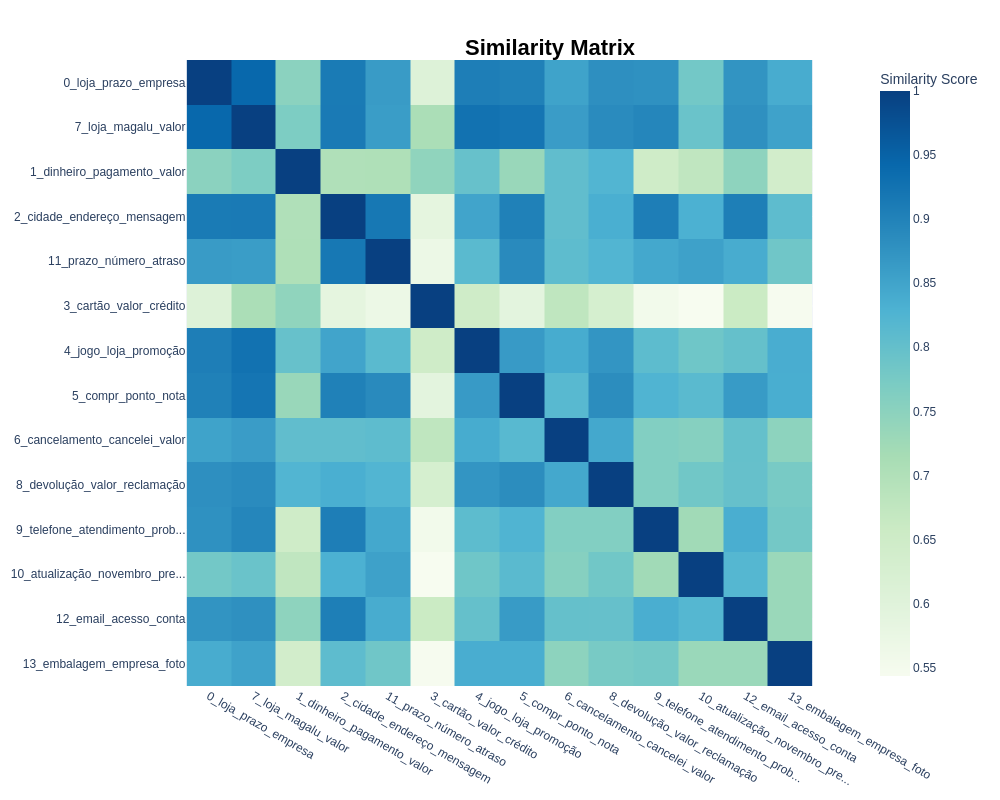 Similarity Matrix
0_loja_prazo_empresa
7_loja_magalu_valor
1_dinheiro_pagamento_valor
2_cidade_endereço_mensagem
11_prazo_número_atraso
3_cartão_valor_crédito
4_jogo_loja_promoção
5_compr_ponto_nota
6_cancelamento_cancelei_valor
8_devolução_valor_reclamação
9_telefone_atendimento_prob...
10_atualização_novembro_pre...
12_email_acesso_conta
13_embalagem_empresa_foto
0_loja_prazo_empresa
7_loja_magalu_valor
1_dinheiro_pagamento_valor
2_cidade_endereço_mensagem
11_prazo_número_atraso
3_cartão_valor_crédito
4_jogo_loja_promoção
5_compr_ponto_nota
6_cancelamento_cancelei_valor
8_devolução_valor_reclamação
9_telefone_atendimento_prob...
10_atualização_novembro_pre...
12_email_acesso_conta
13_embalagem_empresa_foto
Similarity Score
1
0.95
0.9
0.85
0.8
0.75
0.7
0.65
0.6
0.55